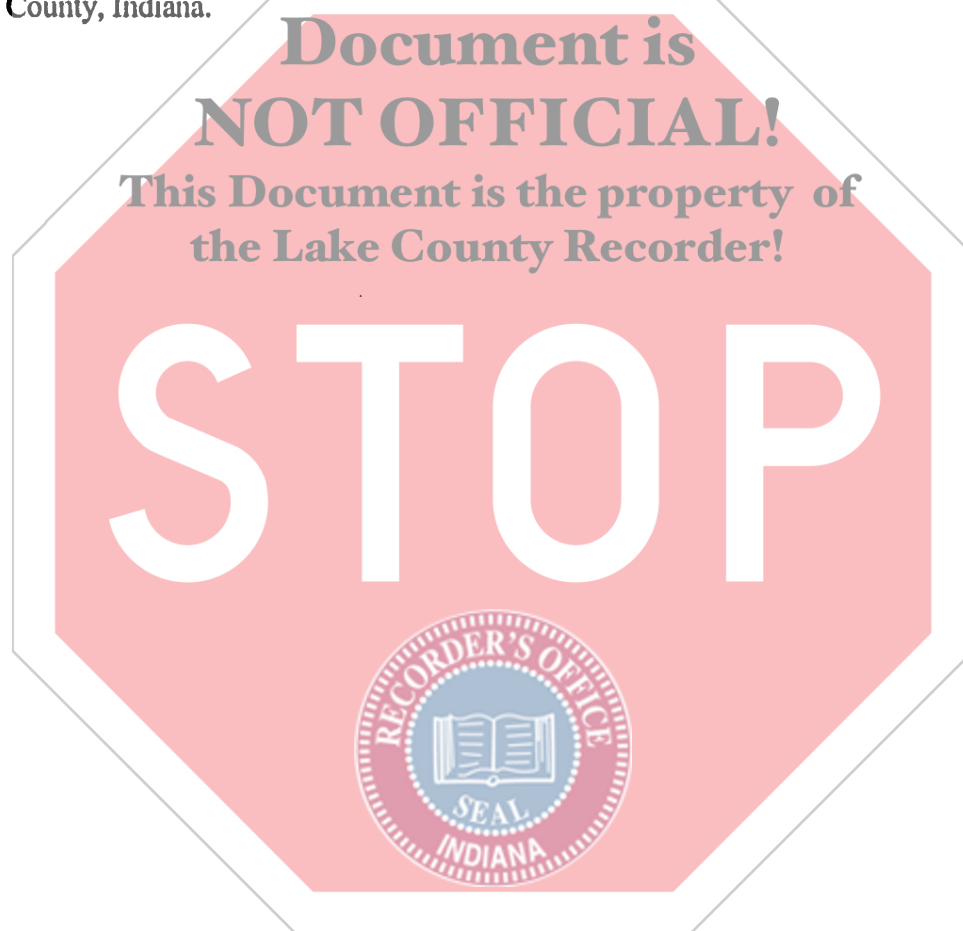 County, Indiana.
Document is
NOT OFFICIAL!
This Document is the property of
the Lake County Recorder!
STOP
RECORDER'S OFFICE
SEAL
INDIANA